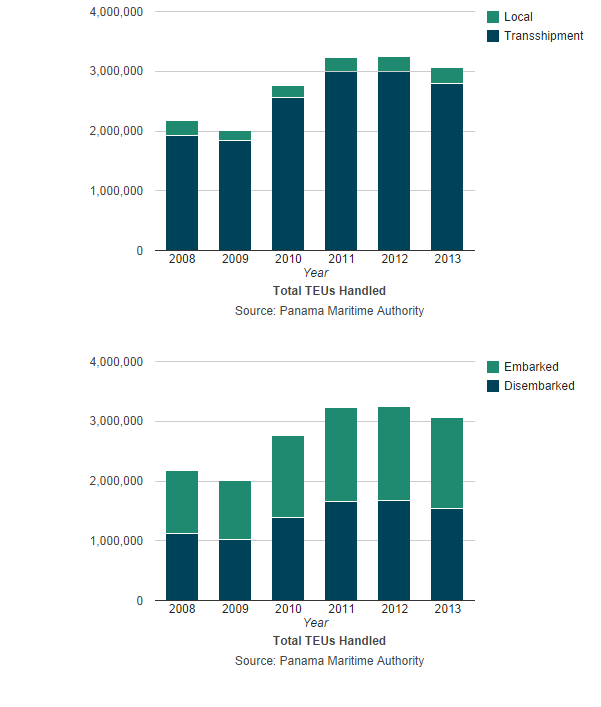 4,000,000
Local
Transshipment
3,000,000
2,000,000
1,000,000
0
2008 2009 2010 2011 2012 2013
Year
Total TEUs Handled
Source: Panama Maritime Authority
4,000,000
Embarked
Disembarked
3,000,000
2,000,000
1,000,000
0
2008 2009 2010 2011 2012 2013
Year
Total TEUs Handled
Source: Panama Maritime Authority